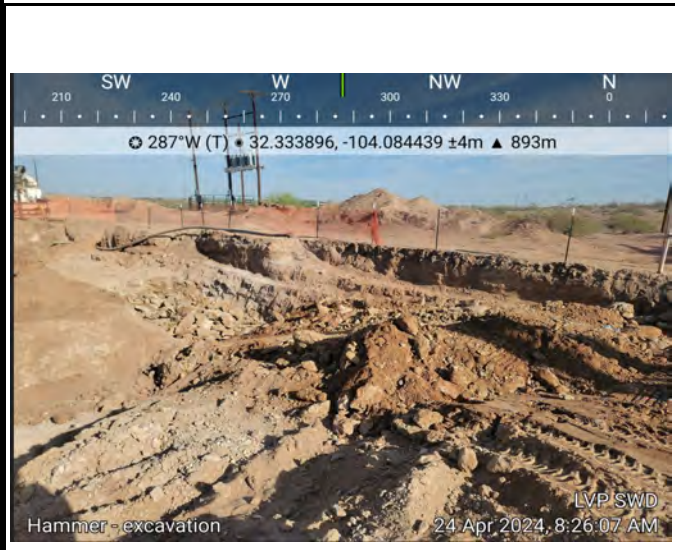 SW W NW N
210 240 270 300 330 0
287°W (T) ● 32.333896, -104.084439 ±4m ▲ 893m
LVP SWD
Hammer - excavation 24 Apr 2024, 8:26:07 AM